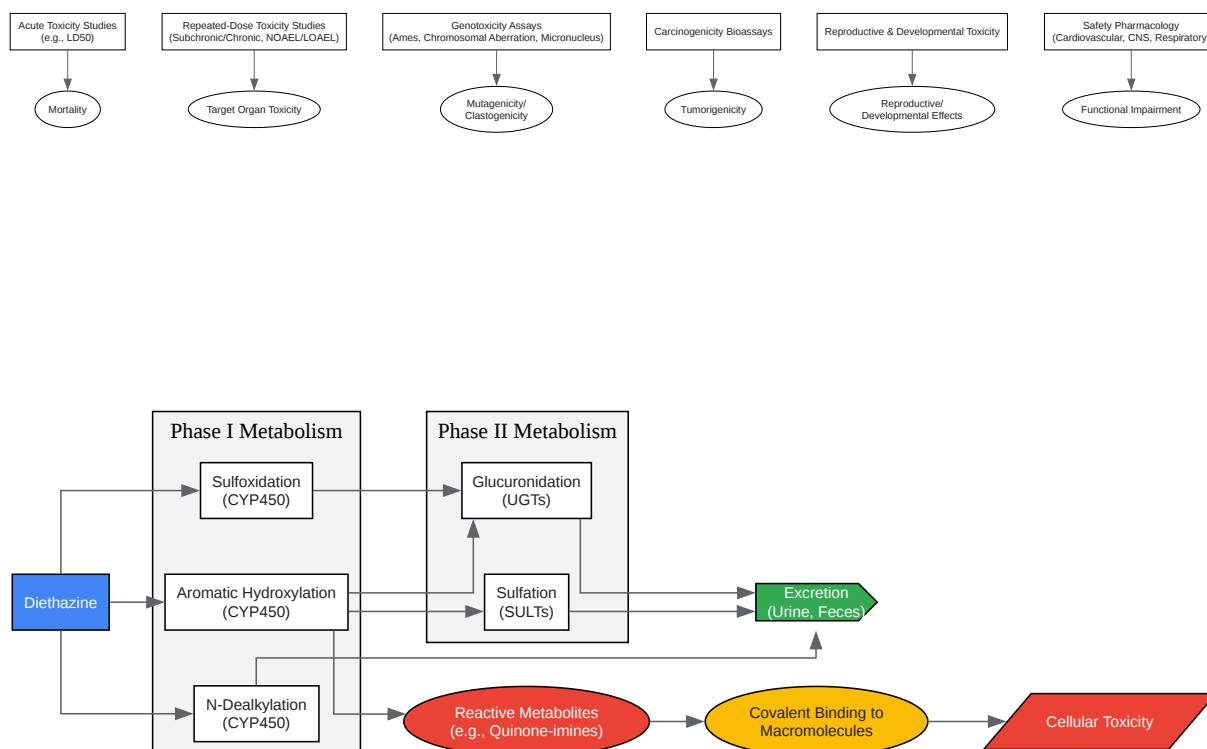 Acute Toxicity Studies
(e.g., LD50)
Repeated-Dose Toxicity Studies
(Subchronic/Chronic, NOAEL/LOAEL)
Genotoxicity Assays
(Ames, Chromosomal Aberration, Micronucleus)
Carcinogenicity Bioassays
Reproductive & Developmental Toxicity
Safety Pharmacology
(Cardiovascular, CNS, Respiratory)
Mortality
Target Organ Toxicity
Mutagenicity/
Clastogenicity
Tumorigenicity
Reproductive/
Developmental Effects
Functional Impairment
Phase I Metabolism
Phase II Metabolism
Sulfoxidation
(CYP450)
Glucuronidation
(UGTs)
Diethazine
Aromatic Hydroxylation
(CYP450)
Sulfation
(SULTs)
Excretion
(Urine, Feces)
N-Dealkylation
(CYP450)
Reactive Metabolites
(e.g., Quinone-imines)
Covalent Binding to
Macromolecules
Cellular Toxicity